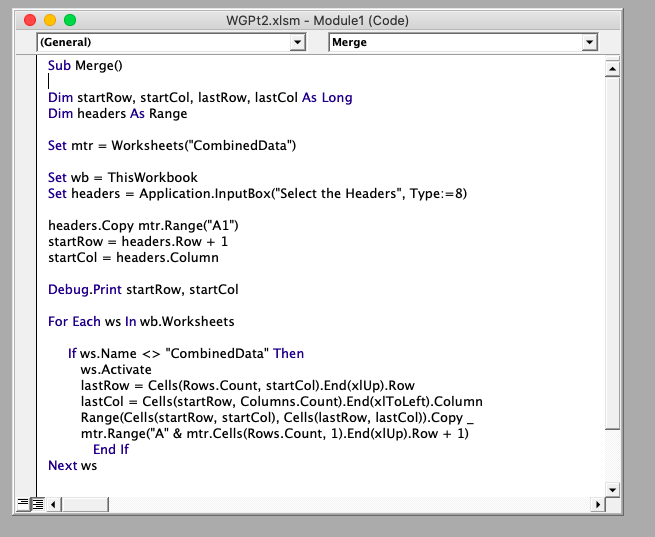 WGPt2.xlsm - Module1 (Code)
(General) Merge
Sub Merge()
Dim startRow, startCol, lastRow, lastCol As Long
Dim headers As Range
Set mtr = Worksheets("CombinedData")
Set wb = ThisWorkbook
Set headers = Application.InputBox("Select the Headers", Type:=8)
headers.Copy mtr.Range("A1")
startRow = headers.Row + 1
startCol = headers.Column
Debug.Print startRow, startCol
For Each ws In wb.Worksheets
If ws.Name <> "CombinedData" Then
ws.Activate
lastRow = Cells(Rows.Count, startCol).End(xlUp).Row
lastCol = Cells(startRow, Columns.Count).End(xlToLeft).Column
Range(Cells(startRow, startCol), Cells(lastRow, lastCol)).Copy _
mtr.Range("A" & mtr.Cells(Rows.Count, 1).End(xlUp).Row + 1)
End If
Next ws